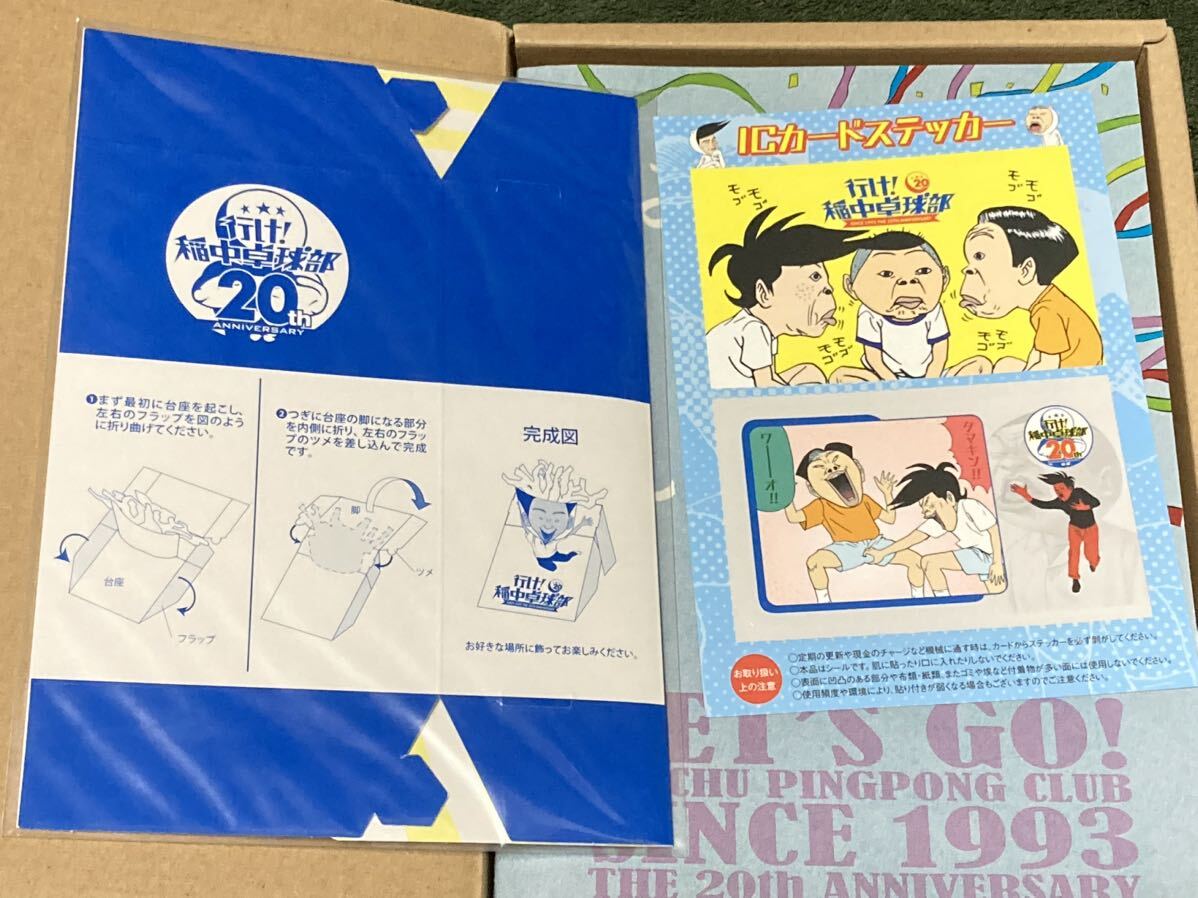 行け!
稲中卓球部
20th
ANNIVERSARY
❶まず最初に台座を起こし、
左右のフラップを図のよう
に折り曲げてください。
台座
フラップ
❷つぎに台座の脚になる部分
を内側に折り、左右のフラッ
プのツメを差し込んで完成
です。
脚
ツメ
完成図
行け!
20
稲中卓球部
お好きな場所に飾ってお楽しみください。
ICカードステッカー
モゴ
モゴ
行け!
20
稲中卓球部
SINCE 1993 THE 20th ANNIVERSARY
モゴ
モゴ
モゴ
モゴ
モゴ
モゴ
ワーーオ!!
タマキン!!
行け!
稲中卓球部
20th
お取り扱い
上の注意
○定期の更新や現金のチャージなど機械に通す時は、カードからステッカーを必ず剥がしてください。
○本品はシールです。肌に貼ったり口に入れたりしないでください。
○表面に凹凸のある部分や布類・紙類、またゴミや埃など付着物が多い面には使用しないでください。
○使用頻度や環境により、貼り付きが弱くなる場合もございますのでご注意ください。
ET'S GO!
CHU PINGPONG CLUB
SINCE 1993
THE 20th ANNIVERSARY